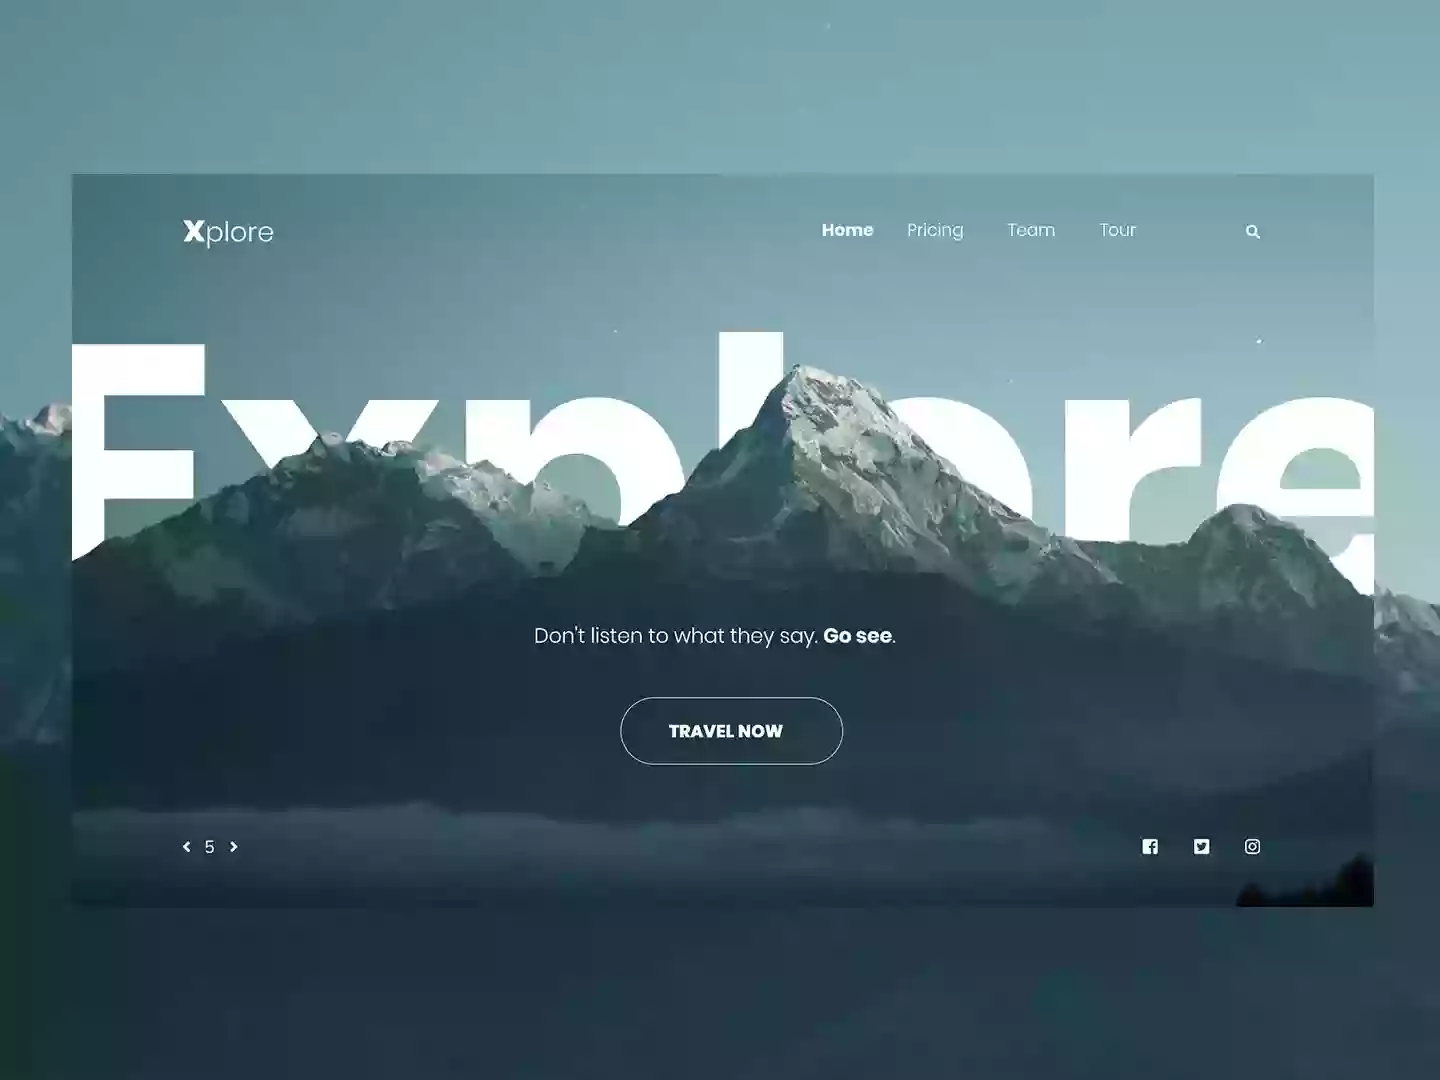 Xplore
Home Pricing Team Tour
Explore
Don't listen to what they say. Go see.
TRAVEL NOW
5